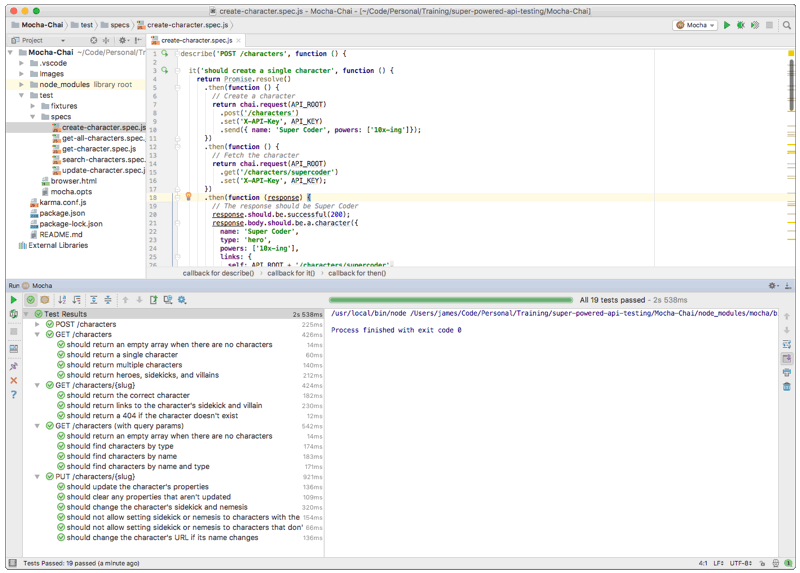 create-character.spec.js - Mocha-Chai - [~/Code/Personal/Training/super-powered-api-testing/Mocha-Chai]
Mocha-Chai test specs create-character.spec.js Mocha
Project create-character.spec.js
Mocha-Chai ~/Code/Personal/Tr
.vscode
images
node_modules library root
test
fixtures
specs
create-character.spec.js
get-all-characters.spec.
get-character.spec.js
search-characters.spec.
update-character.spec.j
browser.html
mocha.opts
karma.conf.js
package.json
package-lock.json
README.md
External Libraries
1 describe('POST /characters', function () {
2
3 it('should create a single character', function () {
4 return Promise.resolve()
5 .then(function () {
6 // Create a character
7 return chai.request(API_ROOT)
8 .post('/characters')
9 .set('X-API-Key', API_KEY)
10 .send({ name: 'Super Coder', powers: ['10x-ing']});
11 })
12 .then(function () {
13 // Fetch the character
14 return chai.request(API_ROOT)
15 .get('/characters/supercoder')
16 .set('X-API-Key', API_KEY);
17 })
18 .then(function (response) {
19 // The response should be Super Coder
20 response.should.be.successful(200);
21 response.body.should.be.a.character({
22 name: 'Super Coder',
23 type: 'hero',
24 powers: ['10x-ing'],
25 links: {
26 self: API_ROOT + '/characters/supercoder'
callback for describe() callback for it() callback for then()
Run Mocha
All 19 tests passed - 2s 538ms
Test Results 2s 538ms
POST /characters 225ms
GET /characters 426ms
should return an empty array when there are no characters 14ms
should return a single character 60ms
should return multiple characters 140ms
should return heroes, sidekicks, and villains 212ms
GET /characters/{slug} 424ms
should return the correct character 182ms
should return links to the character's sidekick and villain 230ms
should return a 404 if the character doesn't exist 12ms
GET /characters (with query params) 542ms
should return an empty array when there are no characters 14ms
should find characters by type 174ms
should find characters by name 183ms
should find characters by name and type 171ms
PUT /characters/{slug} 921ms
should update the character's properties 136ms
should clear any properties that aren't updated 109ms
should change the character's sidekick and nemesis 320ms
should not allow setting sidekick or nemesis to characters with the 154ms
should not allow setting sidekick or nemesis to characters that don' 66ms
should change the character's URL if its name changes 136ms
/usr/local/bin/node /Users/james/Code/Personal/Training/super-powered-api-testing/Mocha-Chai/node_modules/mocha/b
Process finished with exit code 0
Tests Passed: 19 passed (a minute ago) 4:1 LF UTF-8